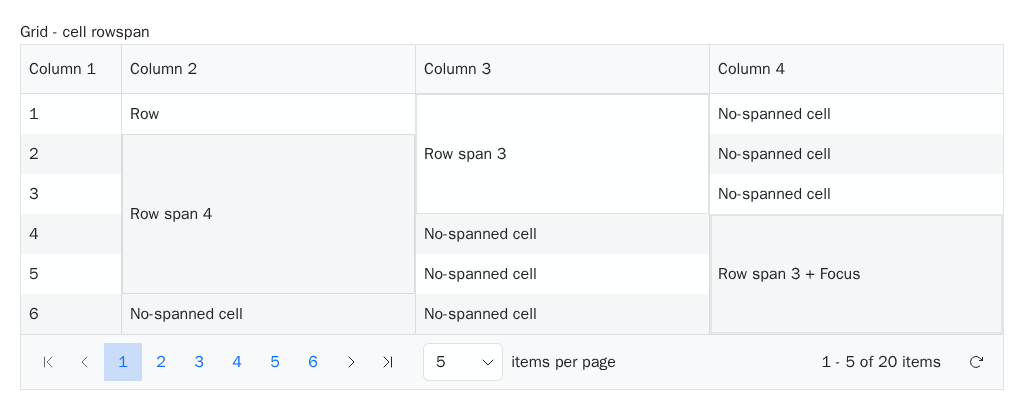 Grid - cell rowspan
Column 1 Column 2 Column 3 Column 4
1 Row No-spanned cell
2 Row span 3 No-spanned cell
3 No-spanned cell
Row span 4
4 No-spanned cell
5 No-spanned cell Row span 3 + Focus
6 No-spanned cell No-spanned cell
1 2 3 4 5 6 5 items per page 1 - 5 of 20 items